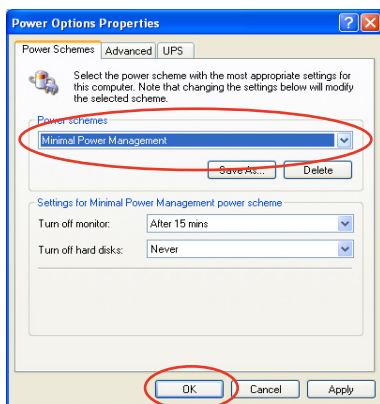 Power Options Properties
Power Schemes Advanced UPS
Select the power scheme with the most appropriate settings for
this computer. Note that changing the settings below will modify
the selected scheme.
Power schemes
Minimal Power Management
Save As... Delete
Settings for Minimal Power Management power scheme
Turn off monitor: After 15 mins
Turn off hard disks: Never
OK Cancel Apply